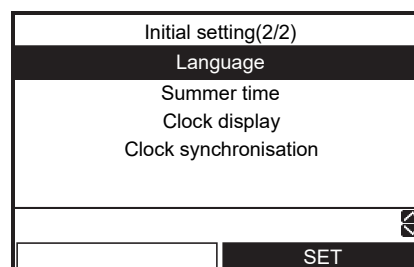 Initial setting(2/2)
Language
Summer time
Clock display
Clock synchronisation
SET